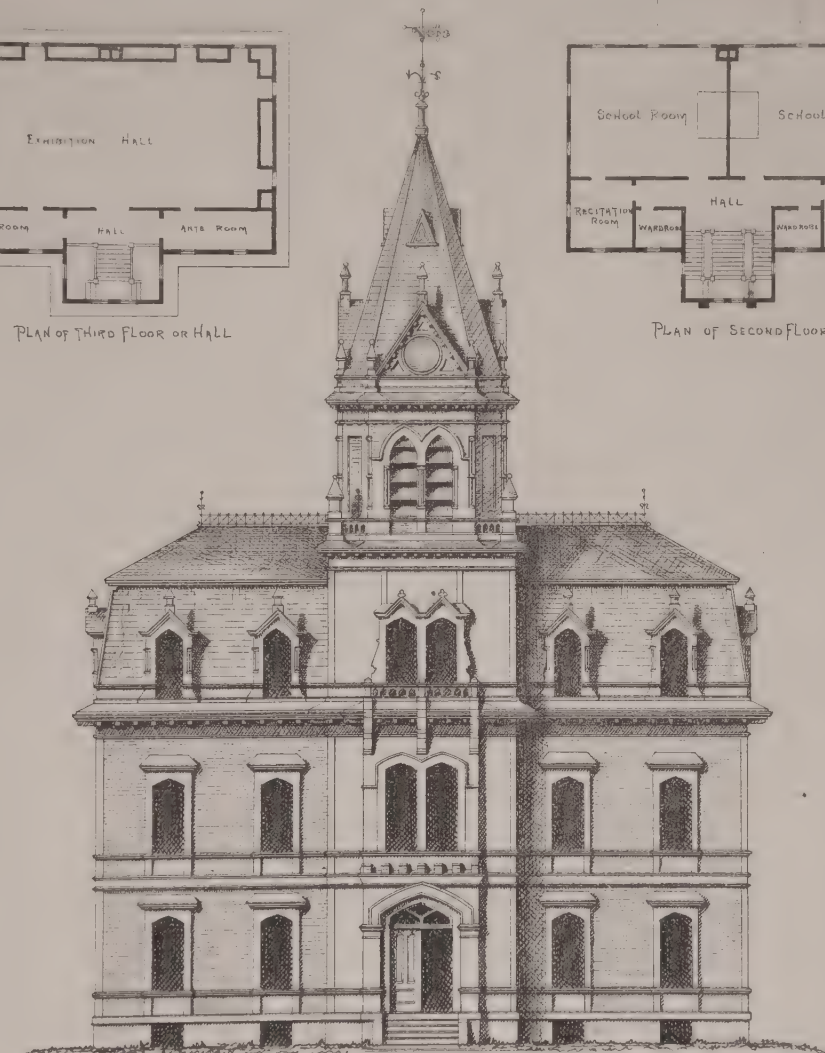 EXHIBITION HALL
ROOM
HALL
ANTE ROOM
PLAN OF THIRD FLOOR OR HALL
SCHOOL ROOM
SCHOOL
HALL
RECITATION
ROOM
WARDROBE
WARDROBE
PLAN OF SECOND FLOOR